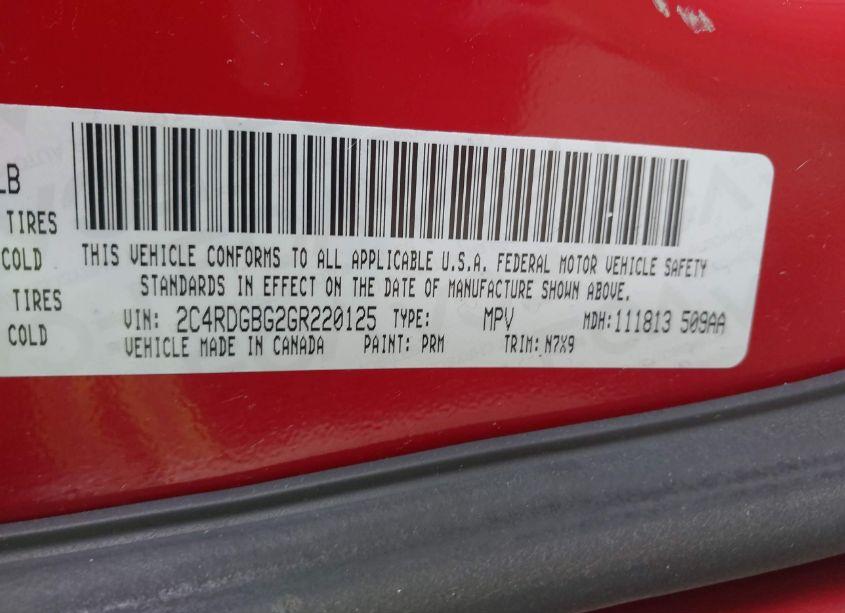 LB
TIRES
COLD
TIRES
COLD
THIS VEHICLE CONFORMS TO ALL APPLICABLE U.S.A. FEDERAL MOTOR VEHICLE SAFETY
STANDARDS IN EFFECT ON THE DATE OF MANUFACTURE SHOWN ABOVE.
VIN: 2C4RDGBG2GR220125 TYPE: MPV MDH:111813 509AA
VEHICLE MADE IN CANADA PAINT: PRM TRIM: N7X9